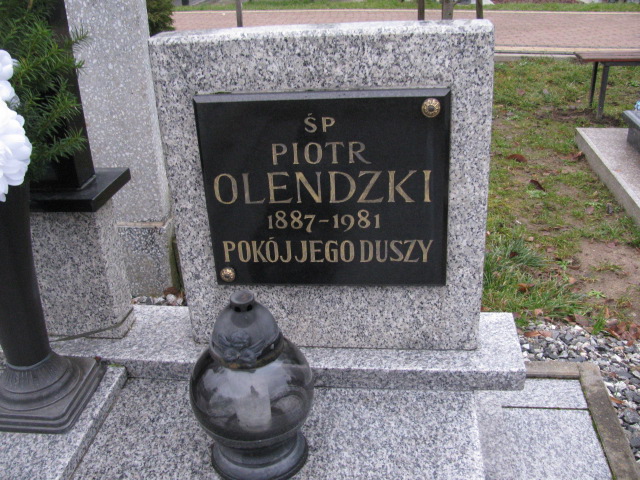 ŚP
PIOTR
OLENDZKI
1887-1981
POKÓJ JEGO DUSZY